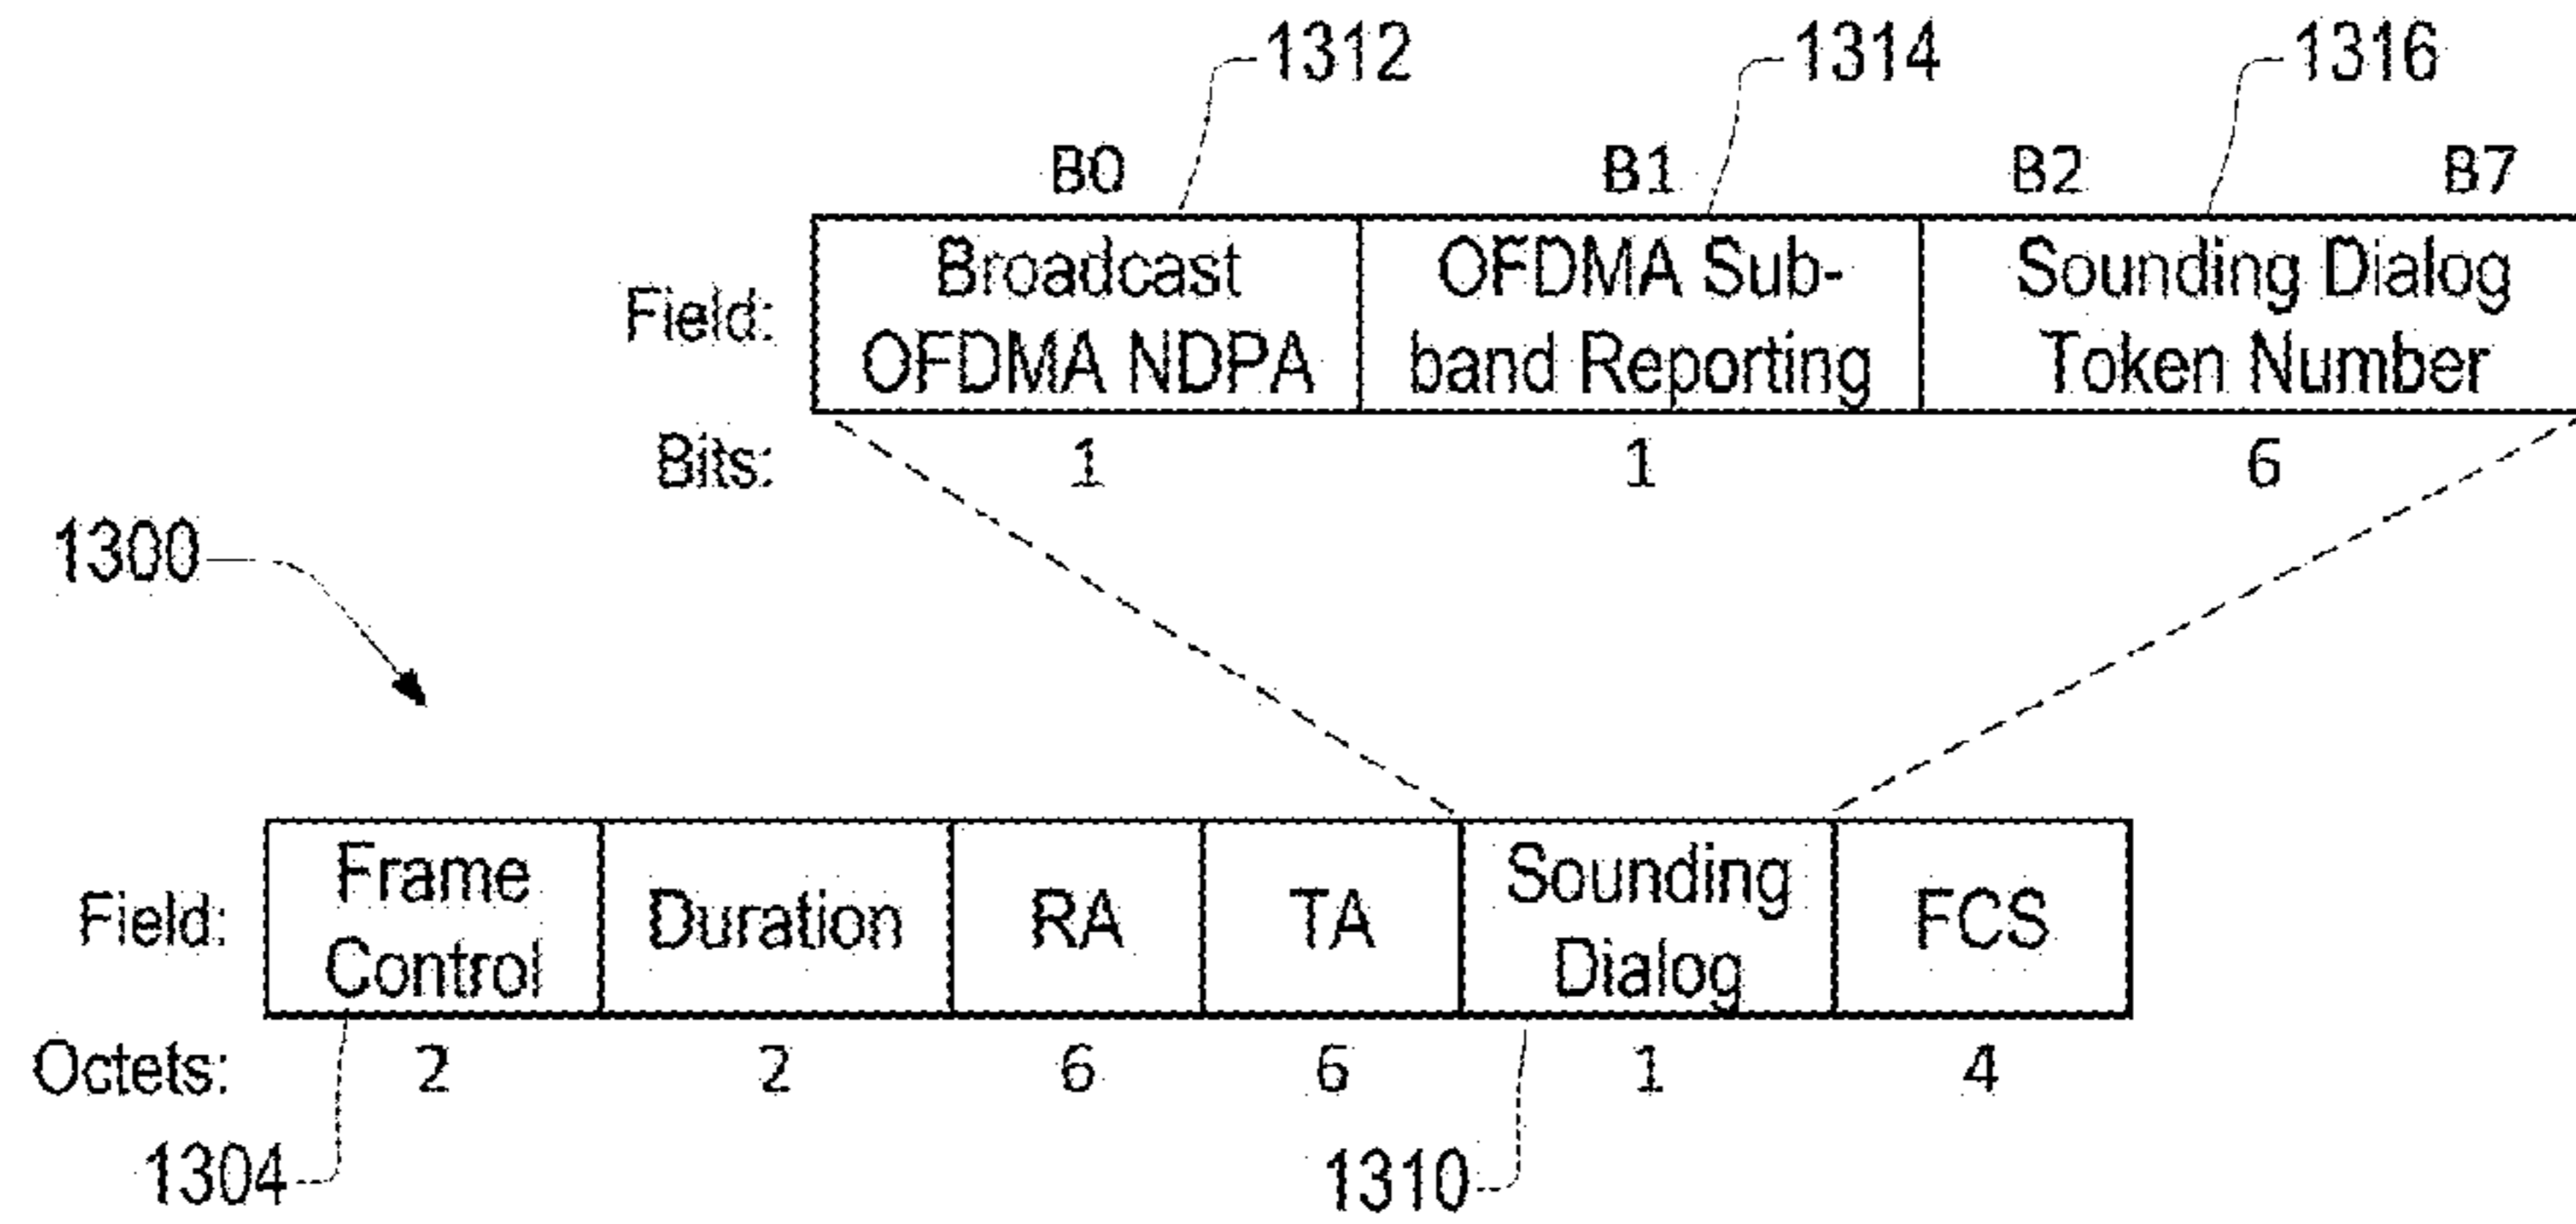 1312 1314 1316
B0 B1 B2 B7
Field: Broadcast OFDMA NDPA OFDMA Sub-band Reporting Sounding Dialog Token Number
Bits: 1 1 6
1300
Field: Frame Control Duration RA TA Sounding Dialog FCS
Octets: 2 2 6 6 1 4
1304 1310